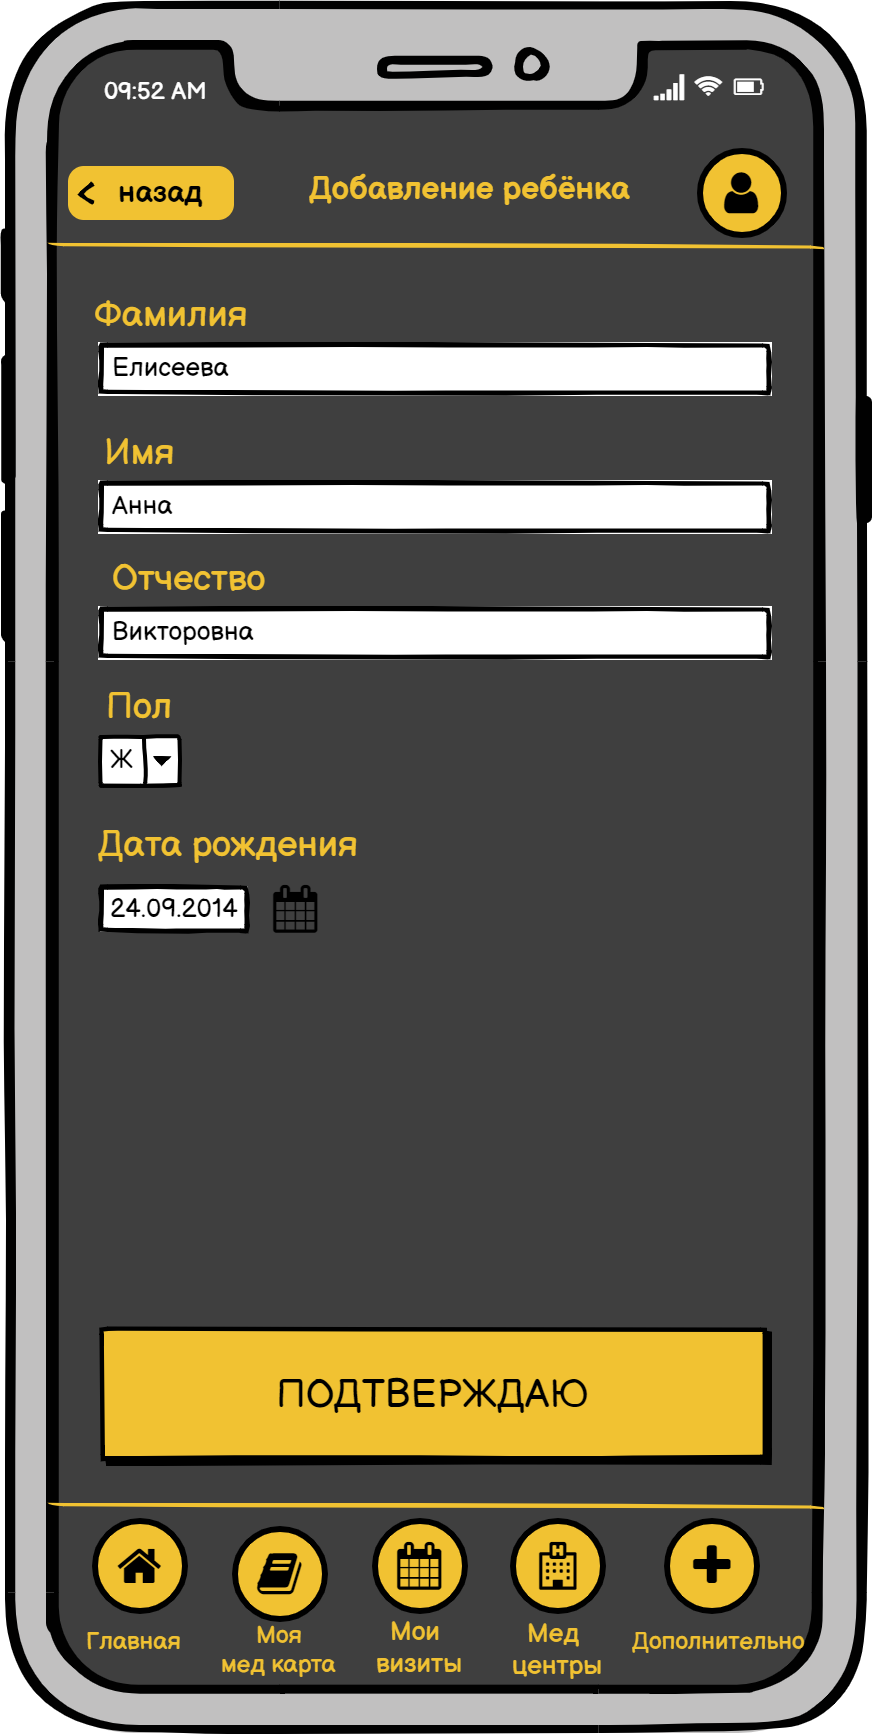 09:52 AM
назад
Добавление ребёнка
Фамилия
Елисеева
Имя
Анна
Отчество
Викторовна
Пол
Ж
Дата рождения
24.09.2014
ПОДТВЕРЖДАЮ
Главная
Моя
мед карта
Мои
визиты
Мед
центры
Дополнительно